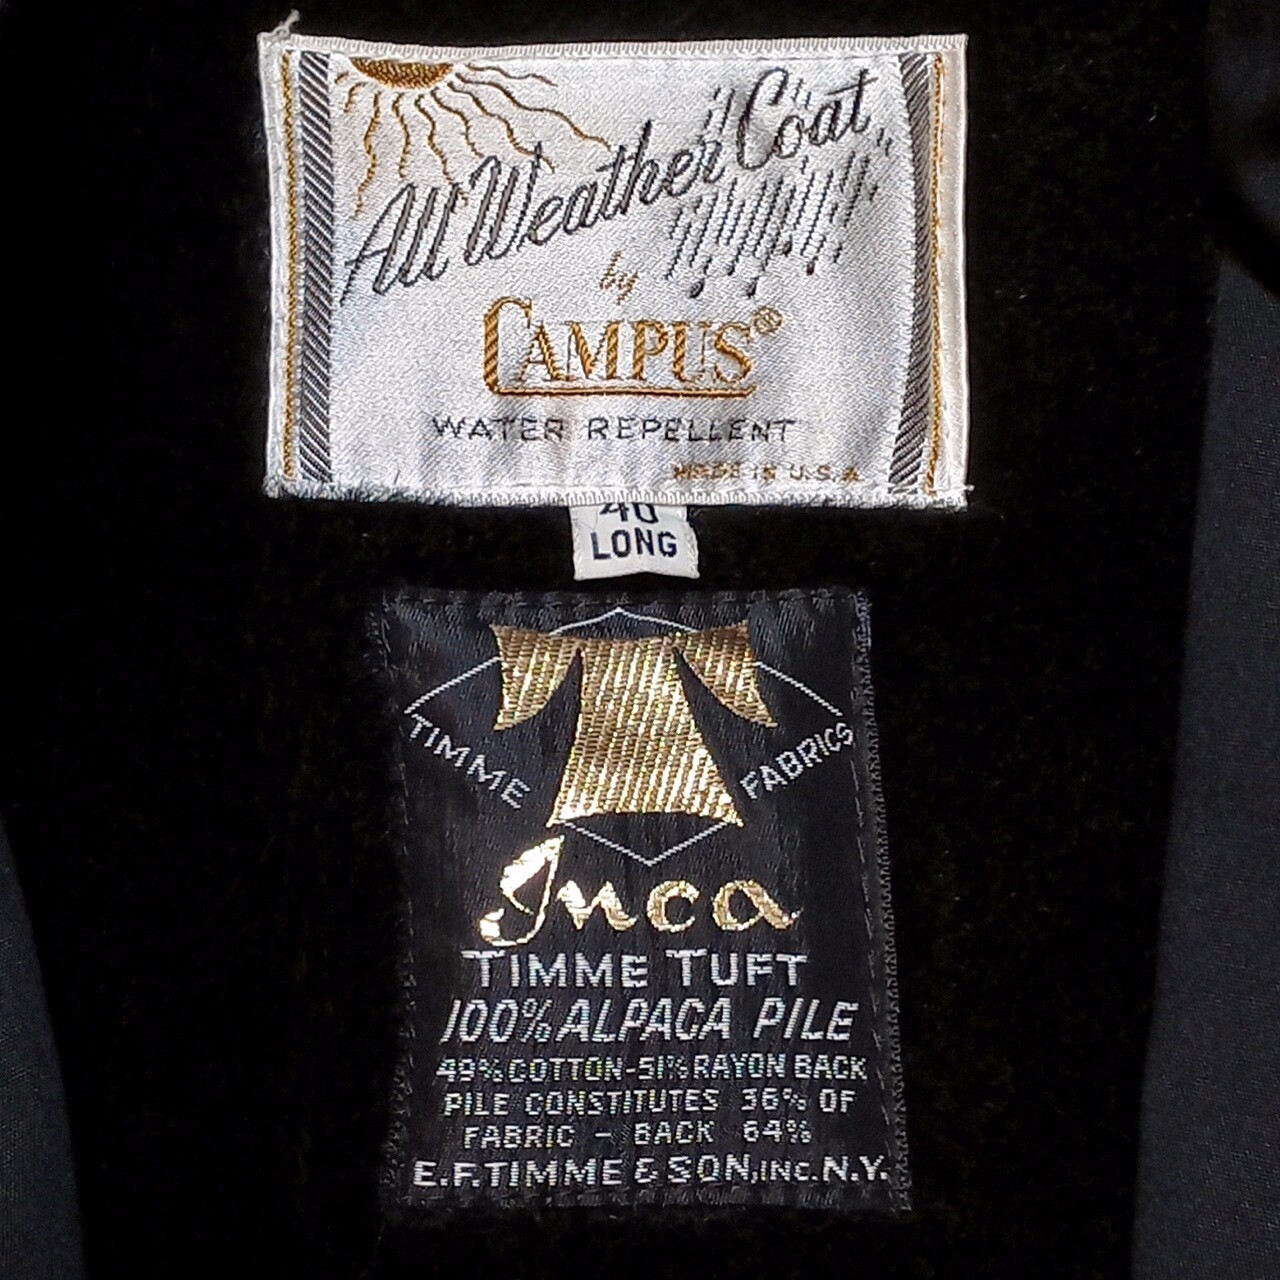 All Weather Coat
by
CAMPUS®
WATER REPELLENT
MADE IN U.S.A
40
LONG
TIMME FABRICS
Inca
TIMME TUFT
100% ALPACA PILE
49% COTTON-51% RAYON BACK
PILE CONSTITUTES 36% OF
FABRIC - BACK 64%
E.F. TIMME & SON, INC. N.Y.